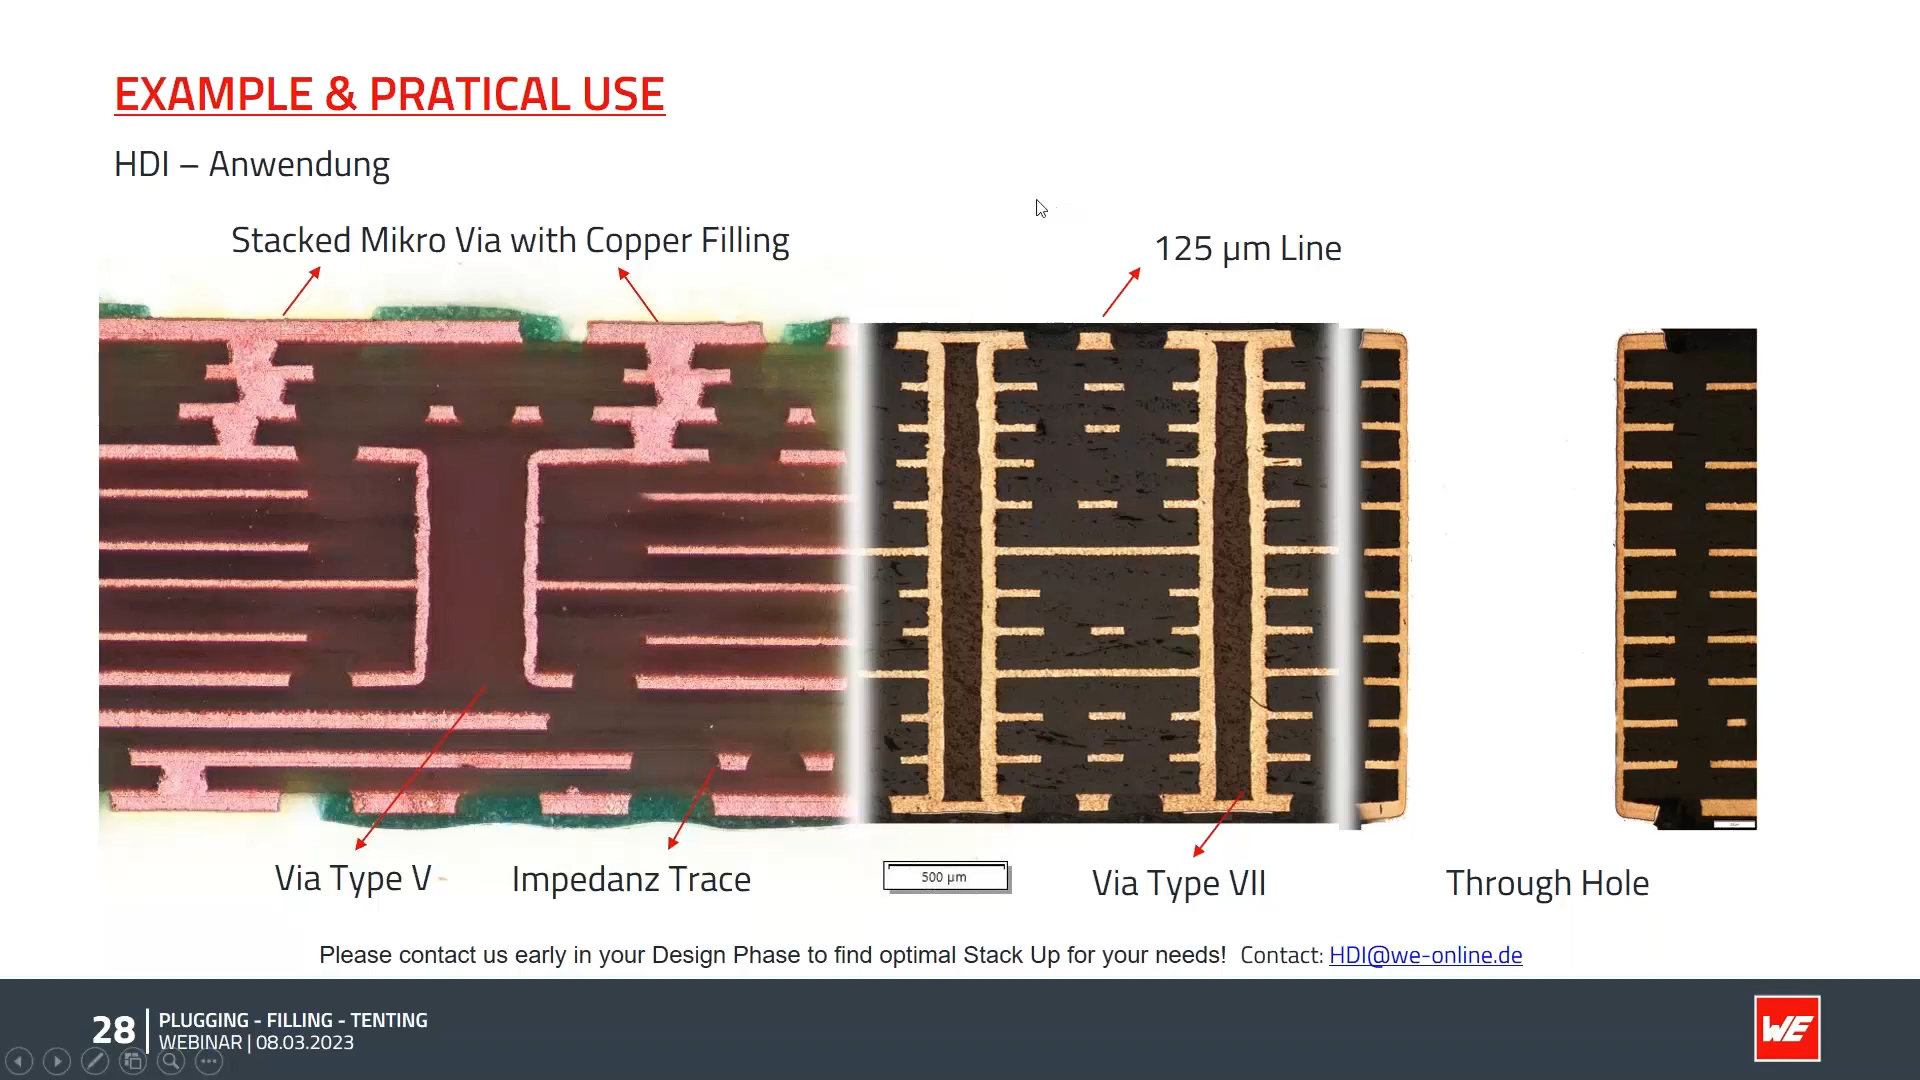 EXAMPLE & PRATICAL USE
HDI – Anwendung
Stacked Mikro Via with Copper Filling
125 µm Line
Via Type V
Impedanz Trace
500 µm
Via Type VII
Through Hole
Please contact us early in your Design Phase to find optimal Stack Up for your needs! Contact: HDI@we-online.de
28
PLUGGING - FILLING - TENTING
WEBINAR | 08.03.2023
WE